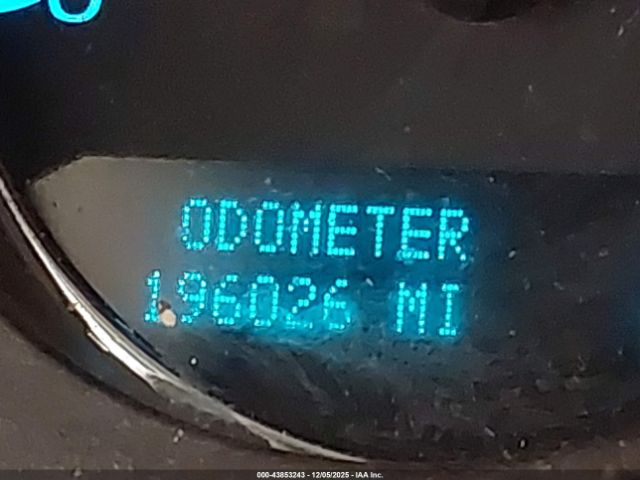 ODOMETER
196026 MI
000-43853243 - 12/05/2025 - IAA Inc.